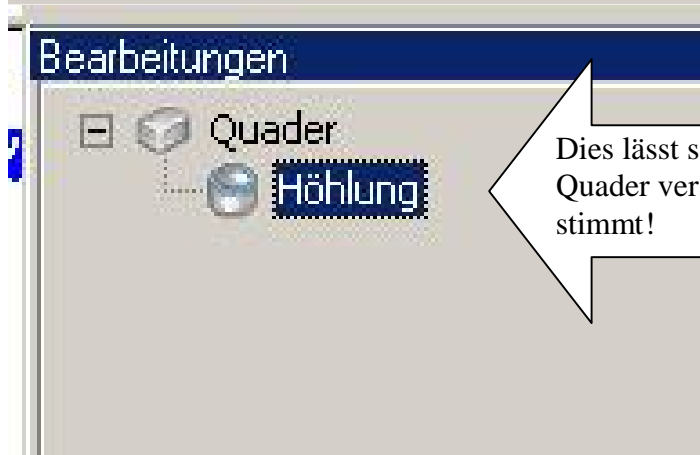 Bearbeitungen
Quader
Höhlung
Dies lässt s
Quader ver
stimmt!